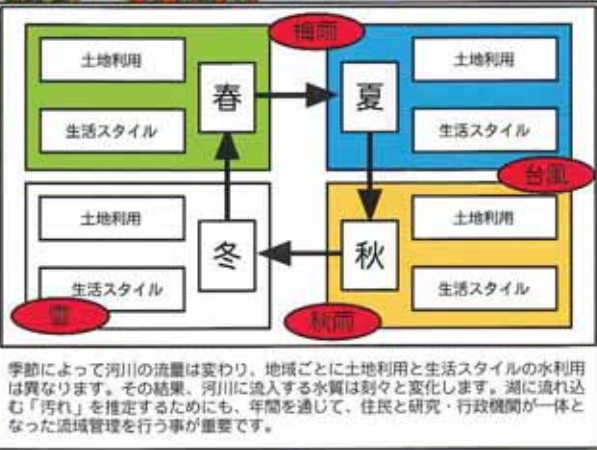 梅雨
土地利用
春
生活スタイル
夏
土地利用
生活スタイル
台風
土地利用
冬
生活スタイル
雪
秋
土地利用
生活スタイル
秋雨
季節によって河川の流量は変わり、地域ごとに土地利用と生活スタイルの水利用
は異なります。その結果、河川に流入する水質は刻々と変化します。湖に流れ込
む「汚れ」を推定するためにも、年間を通じて、住民と研究・行政機関が一体と
なった流域管理を行う事が重要です。